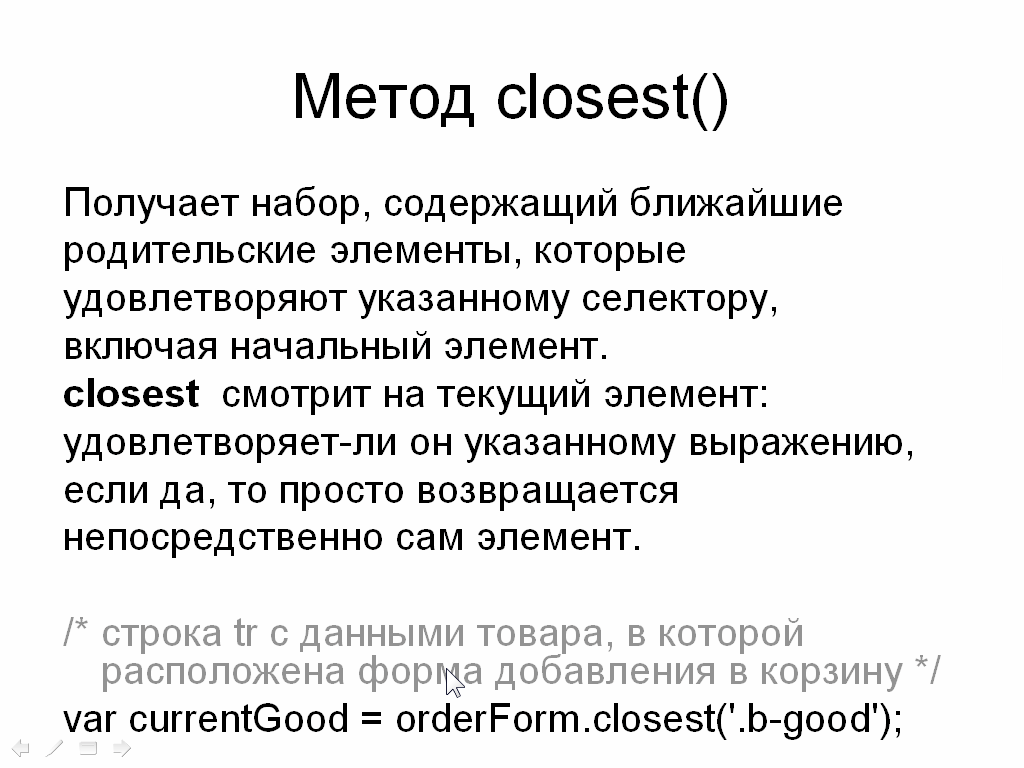 Метод closest()
Получает набор, содержащий ближайшие
родительские элементы, которые
удовлетворяют указанному селектору,
включая начальный элемент.
closest  смотрит на текущий элемент:
удовлетворяет-ли он указанному выражению,
если да, то просто возвращается
непосредственно сам элемент.
/* строка tr с данными товара, в которой
расположена форма добавления в корзину */
var currentGood = orderForm.closest('.b-good');